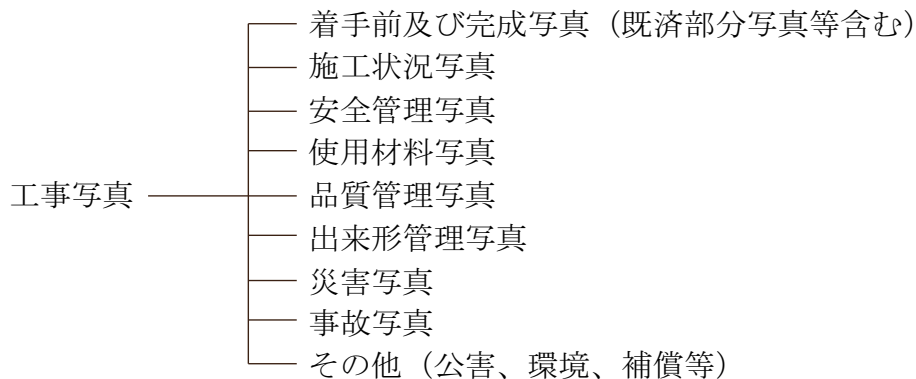 着手前及び完成写真（既済部分写真等含む）
施工状況写真
安全管理写真
使用材料写真
工事写真
品質管理写真
出来形管理写真
災害写真
事故写真
その他（公害、環境、補償等）